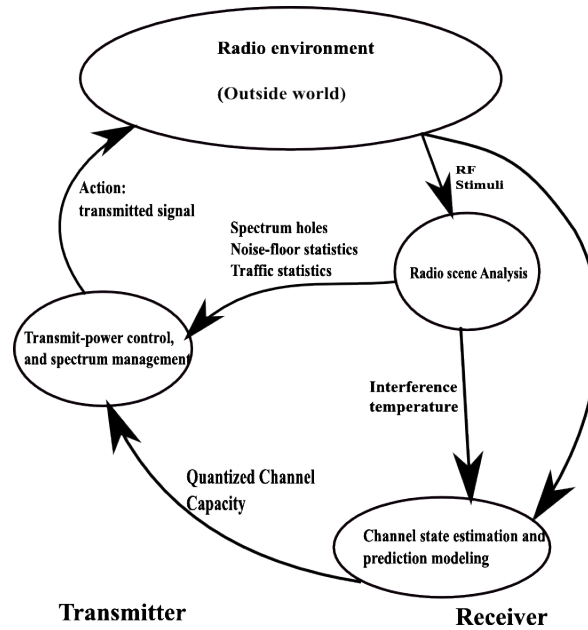 Radio environment
(Outside world)
RF
Stimuli
Action:
transmitted signal
Spectrum holes
Noise-floor statistics
Traffic statistics
Radio scene Analysis
Transmit-power control,
and spectrum management
Interference
temperature
Quantized Channel
Capacity
Channel state estimation and
prediction modeling
Transmitter
Receiver